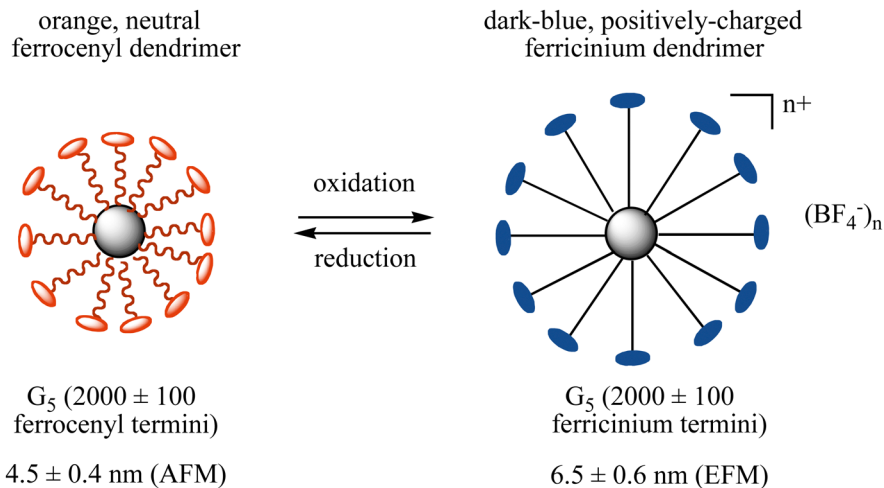 orange, neutral
ferrocenyl dendrimer
dark-blue, positively-charged
ferricinium dendrimer
n+
oxidation
reduction
(BF₄⁻)ₙ
G₅ (2000 ± 100
ferrocenyl termini)
4.5 ± 0.4 nm (AFM)
G₅ (2000 ± 100
ferricinium termini)
6.5 ± 0.6 nm (EFM)